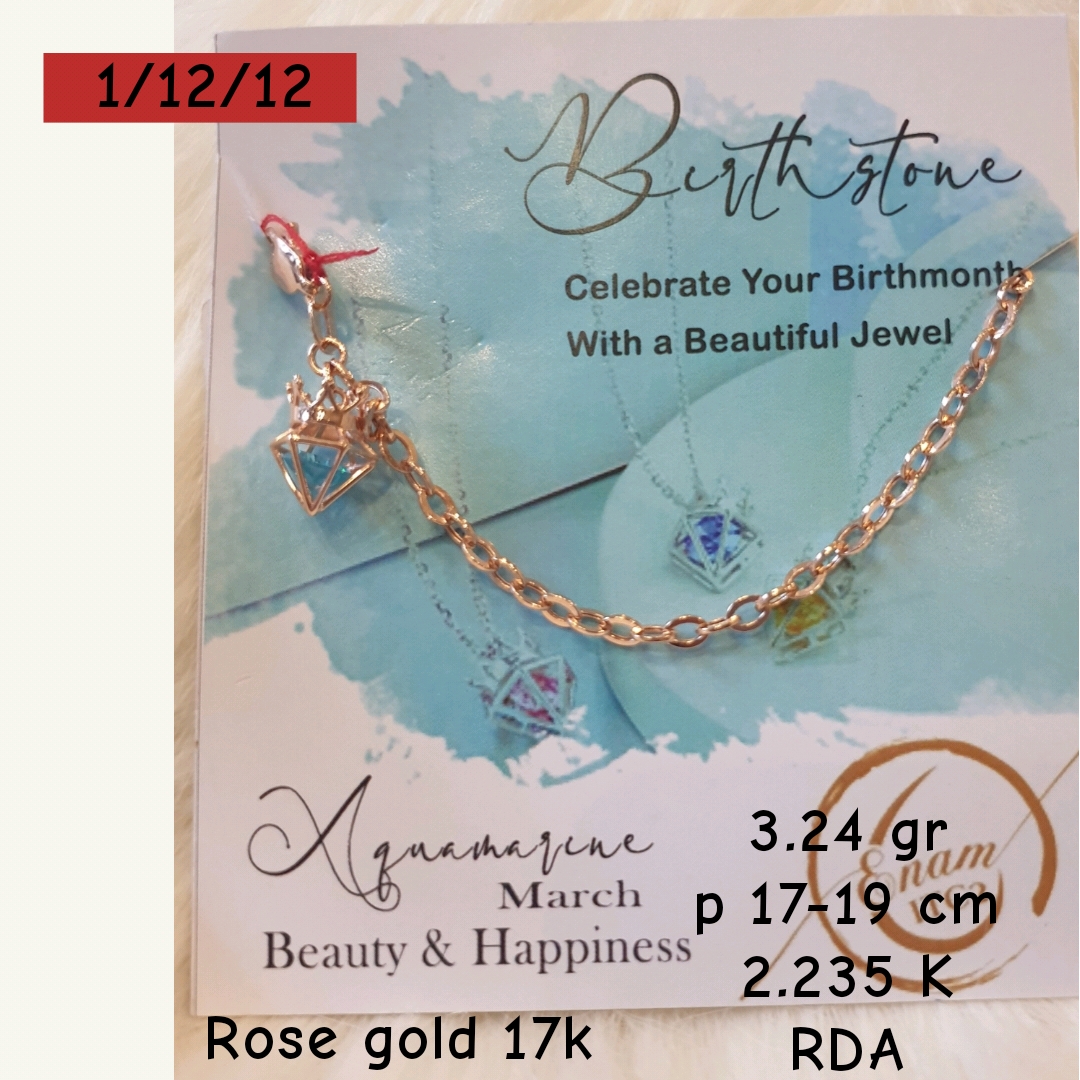 1/12/12
Birthstone
Celebrate Your Birthmonth
With a Beautiful Jewel
Aquamarine
March
Beauty & Happiness
Enam
3.24 gr
p 17-19 cm
2.235 K
RDA
Rose gold 17k